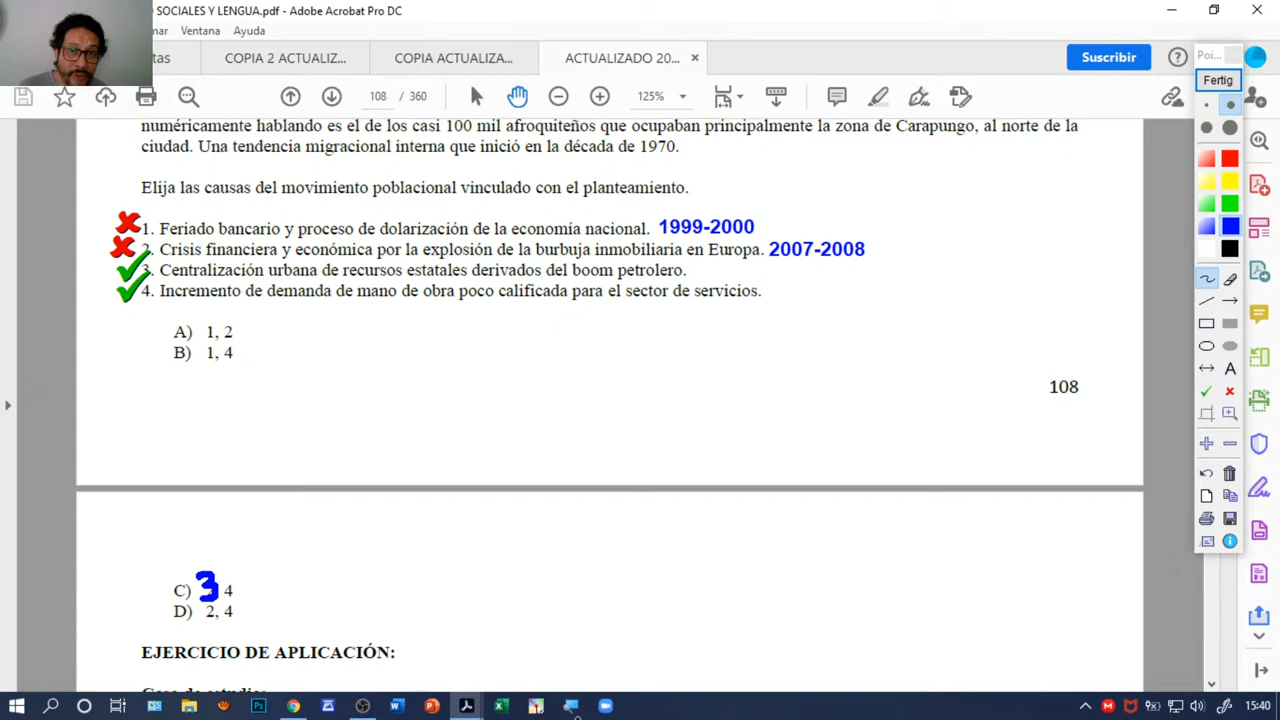 SOCIALES Y LENGUA.pdf - Adobe Acrobat Pro DC
Ventana Ayuda
COPIA 2 ACTUALIZ... COPIA ACTUALIZA... ACTUALIZADO 20... Suscribir Poi...
Fertig
108 / 360 125%
numéricamente hablando es el de los casi 100 mil afroquiteños que ocupaban principalmente la zona de Carapungo, al norte de la
ciudad. Una tendencia migracional interna que inició en la década de 1970.
Elija las causas del movimiento poblacional vinculado con el planteamiento.
1. Feriado bancario y proceso de dolarización de la economía nacional. 1999-2000
2. Crisis financiera y económica por la explosión de la burbuja inmobiliaria en Europa. 2007-2008
3. Centralización urbana de recursos estatales derivados del boom petrolero.
4. Incremento de demanda de mano de obra poco calificada para el sector de servicios.
A) 1, 2
B) 1, 4
108
C) 3, 4
D) 2, 4
EJERCICIO DE APLICACIÓN:
15:40